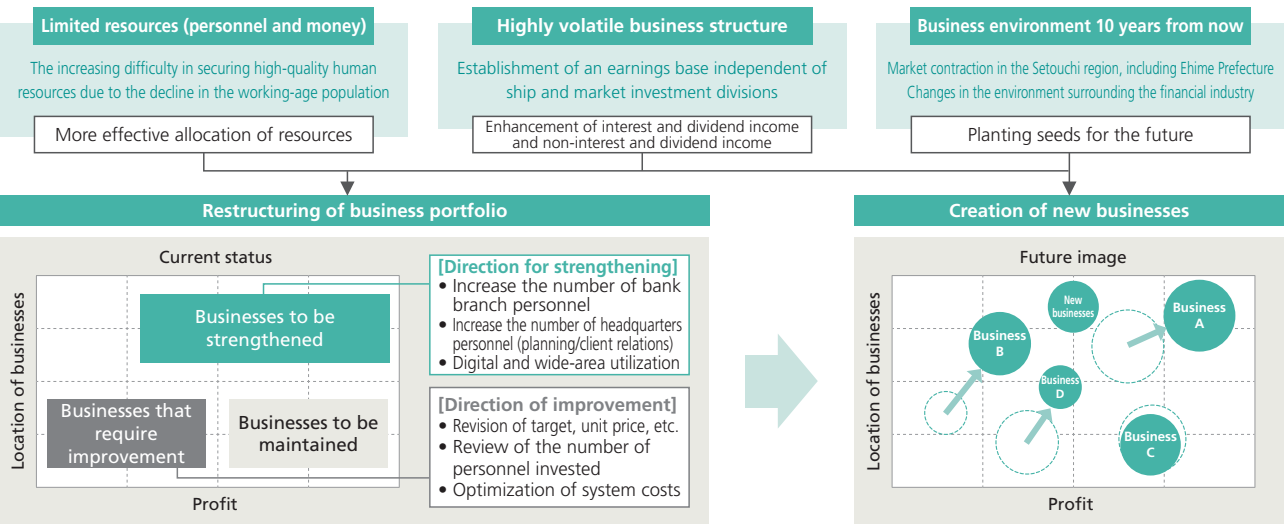 Limited resources (personnel and money)
The increasing difficulty in securing high-quality human
resources due to the decline in the working-age population
More effective allocation of resources
Highly volatile business structure
Establishment of an earnings base independent of
ship and market investment divisions
Enhancement of interest and dividend income
and non-interest and dividend income
Business environment 10 years from now
Market contraction in the Setouchi region, including Ehime Prefecture
Changes in the environment surrounding the financial industry
Planting seeds for the future
Restructuring of business portfolio
Current status
Location of businesses
Businesses to be
strengthened
Businesses that
require
improvement
Businesses to be
maintained
Profit
[Direction for strengthening]
• Increase the number of bank
branch personnel
• Increase the number of headquarters
personnel (planning/client relations)
• Digital and wide-area utilization
[Direction of improvement]
• Revision of target, unit price, etc.
• Review of the number of
personnel invested
• Optimization of system costs
Creation of new businesses
Future image
Location of businesses
New
businesses
Business
A
Business
B
Business
D
Business
C
Profit